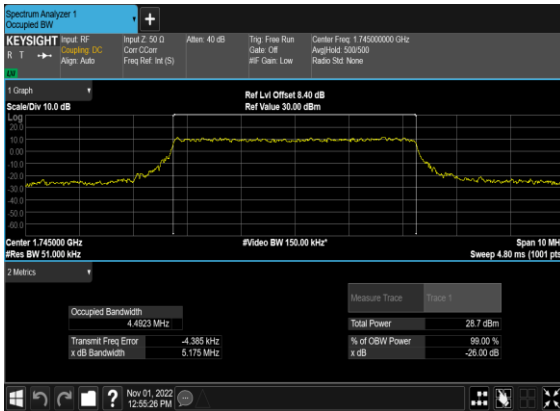 Spectrum Analyzer 1
Occupied BW
+
KEYSIGHT
R T
LXI
Input: RF
Coupling: DC
Align: Auto
Input Z: 50 Ω
Corr CCorr
Freq Ref: Int (S)
Atten: 40 dB
Trig: Free Run
Gate: Off
#IF Gain: Low
Center Freq: 1.745000000 GHz
Avg|Hold: 500/500
Radio Std: None
1 Graph
Scale/Div 10.0 dB
Ref Lvl Offset 8.40 dB
Ref Value 30.00 dBm
Log
20.0
10.0
0.00
-10.0
-20.0
-30.0
-40.0
-50.0
-60.0
Center 1.745000 GHz
#Res BW 51.000 kHz
#Video BW 150.00 kHz*
Span 10 MH
Sweep 4.80 ms (1001 pts
2 Metrics
Measure Trace
Trace 1
Occupied Bandwidth
4.4923 MHz
Total Power
28.7 dBm
Transmit Freq Error
-4.385 kHz
% of OBW Power
99.00 %
x dB Bandwidth
5.175 MHz
x dB
-26.00 dB
?
Nov 01, 2022
12:55:26 PM